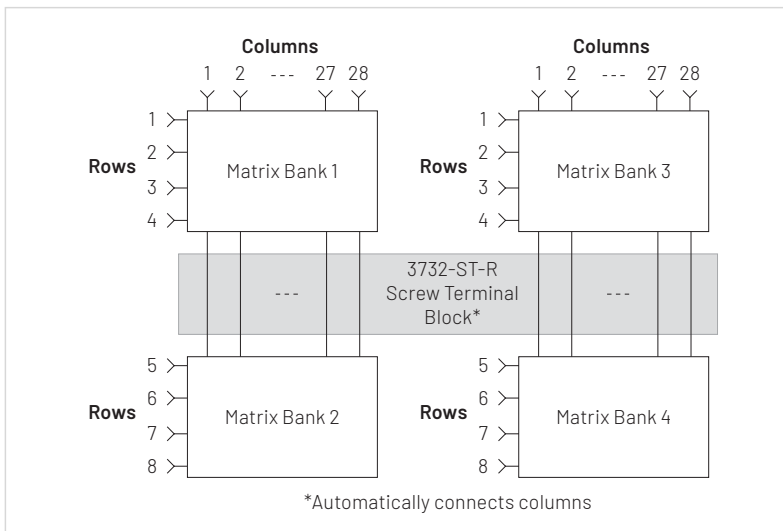 Columns Columns
1 2 --- 27 28 1 2 --- 27 28
1 1
2 2
Rows Matrix Bank 1 Rows Matrix Bank 3
3 3
4 4
3732-ST-R
--- Screw Terminal ---
Block*
5 5
6 6
Rows Matrix Bank 2 Rows Matrix Bank 4
7 7
8 8
*Automatically connects columns